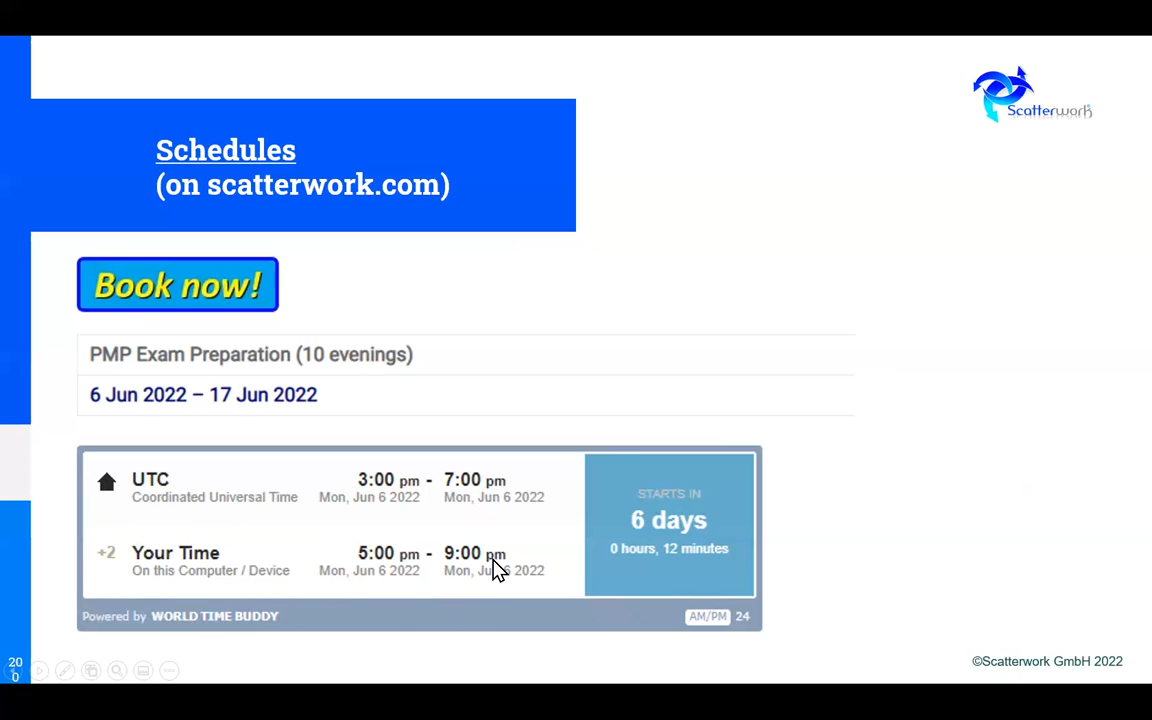 Scatterwork
Schedules
(on scatterwork.com)
Book now!
PMP Exam Preparation (10 evenings)
6 Jun 2022 – 17 Jun 2022
UTC 3:00 pm - 7:00 pm
Coordinated Universal Time Mon, Jun 6 2022 Mon, Jun 6 2022
STARTS IN
6 days
0 hours, 12 minutes
+2 Your Time 5:00 pm - 9:00 pm
On this Computer / Device Mon, Jun 6 2022 Mon, Jun 6 2022
Powered by WORLD TIME BUDDY AM/PM 24
©Scatterwork GmbH 2022
20
0